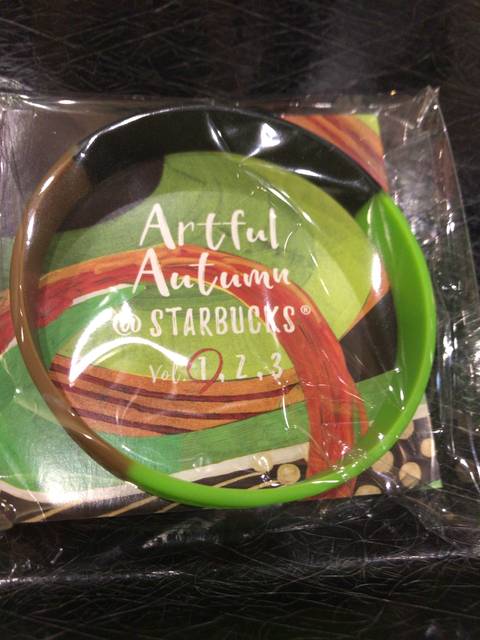 Artful
Autumn
@ STARBUCKS®
Vol. 1, 2, 3